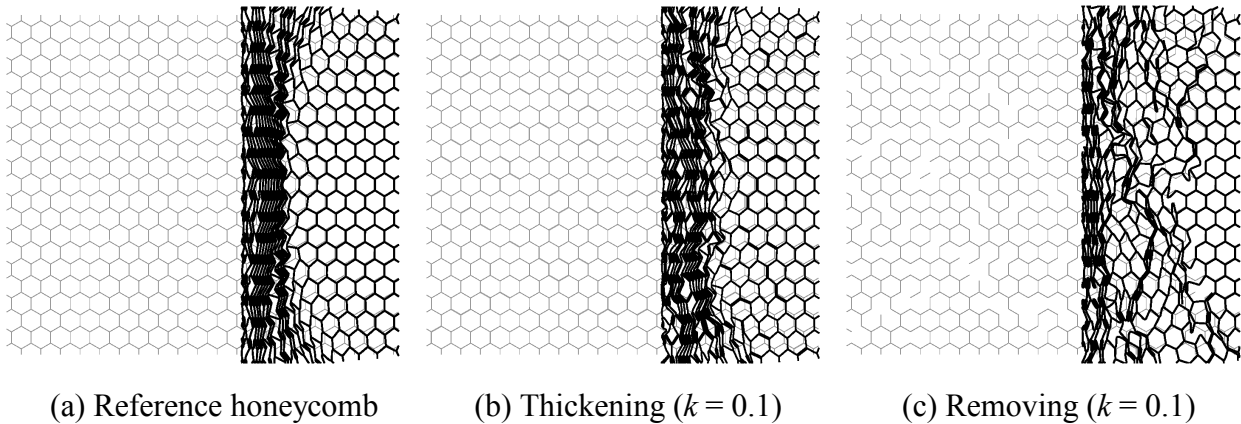 (a) Reference honeycomb
(b) Thickening (k = 0.1)
(c) Removing (k = 0.1)